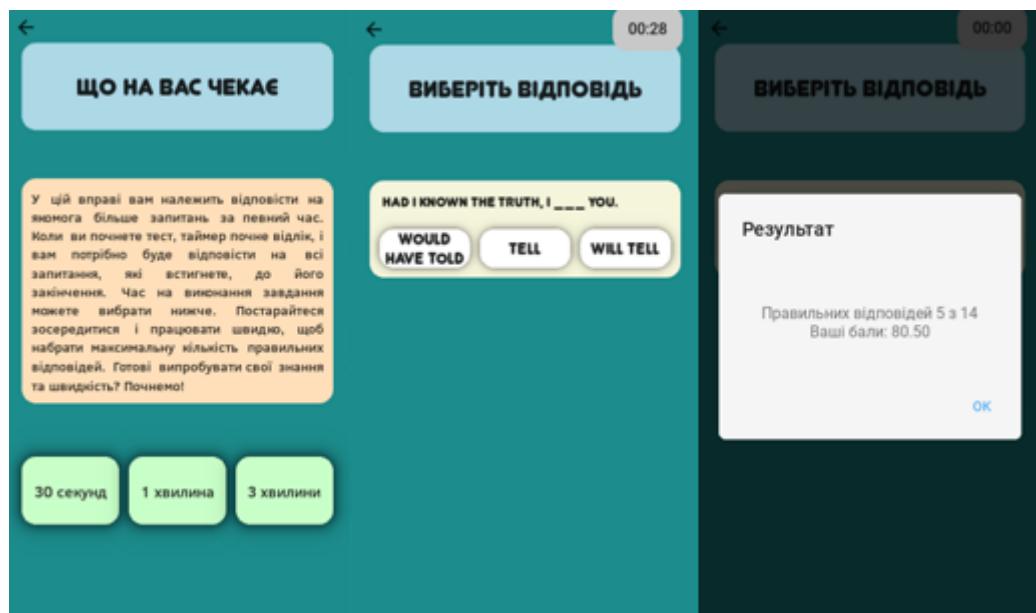 ЩО НА ВАС ЧЕКАЄ
У цій вправі вам належить відповісти на
якомога більше запитань за певний час.
Коли ви почнете тест, таймер почне відлік, і
вам потрібно буде відповісти на всі
запитання, які встигнете, до його
закінчення. Час на виконання завдання
можете вибрати нижче. Постарайтеся
зосередитися і працювати швидко, щоб
набрати максимальну кількість правильних
відповідей. Готові випробувати свої знання
та швидкість? Почнемо!
30 секунд
1 хвилина
3 хвилини
00:28
ВИБЕРІТЬ ВІДПОВІДЬ
HAD I KNOWN THE TRUTH, I ___ YOU.
WOULD
HAVE TOLD
TELL
WILL TELL
00:00
ВИБЕРІТЬ ВІДПОВІДЬ
Результат
Правильних відповідей 5 з 14
Ваші бали: 80.50
OK